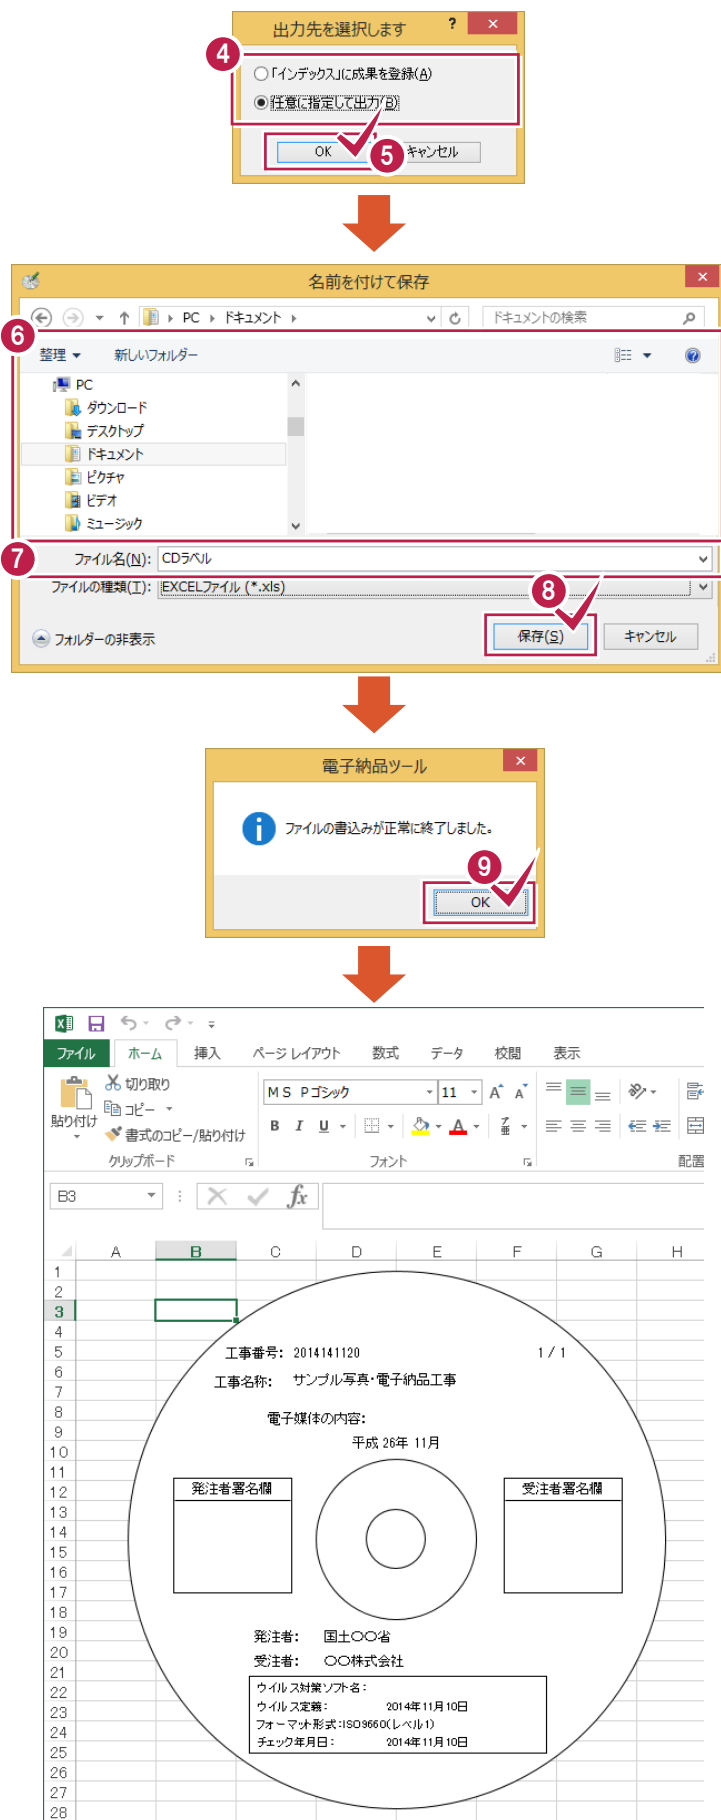 出力先を選択します ? ×
4
「インデックス」に成果を登録(A)
任意に指定して出力(B)
OK キャンセル
5
名前を付けて保存 ×
PC ドキュメント ドキュメントの検索
6
整理 新しいフォルダー
PC
ダウンロード
デスクトップ
ドキュメント
ピクチャ
ビデオ
ミュージック
7
ファイル名(N): CDラベル
ファイルの種類(T): EXCELファイル (*.xls)
8
フォルダーの非表示 保存(S) キャンセル
電子納品ツール ×
ファイルの書込みが正常に終了しました。
9
OK
ファイル ホーム 挿入 ページ レイアウト 数式 データ 校閲 表示
貼り付け
切り取り
コピー
書式のコピー/貼り付け
クリップボード
MS Pゴシック 11 A A
B I U A ア亜
フォント
配置
B3 fx
A B C D E F G H
1
2
3
4
5 工事番号: 2014141120 1 / 1
6
工事名称: サンプル写真・電子納品工事
7
8 電子媒体の内容:
9
平成 26年 11月
10
11
12 発注者署名欄 受注者署名欄
13
14
15
16
17
18
19 発注者: 国土〇〇省
20
受注者: 〇〇株式会社
21
22 ウイルス対策ソフト名:
23 ウイルス定義: 2014年11月10日
24 フォーマット形式:ISO9660(レベル1)
25 チェック年月日: 2014年11月10日
26
27
28